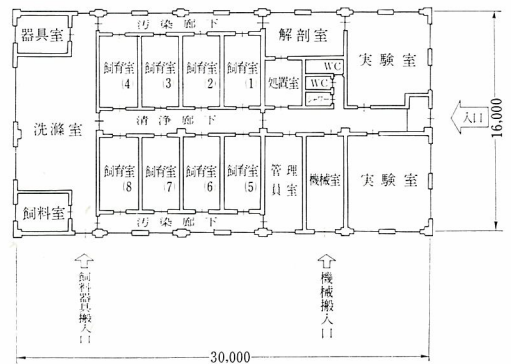 汚染廊下
器具室
解剖室
実験室
WC
飼育室
(4
飼育室
(3
飼育室
2)
飼育室
(1)
処置室
WC
シャワー
洗滌室
清浄廊下
入口
16,000
飼育室
(8
飼育室
(7)
飼育室
(6
飼育室
(5)
管理員室
機械室
実験室
飼料室
汚染廊下
飼料器具搬入口
機械搬入口
30,000